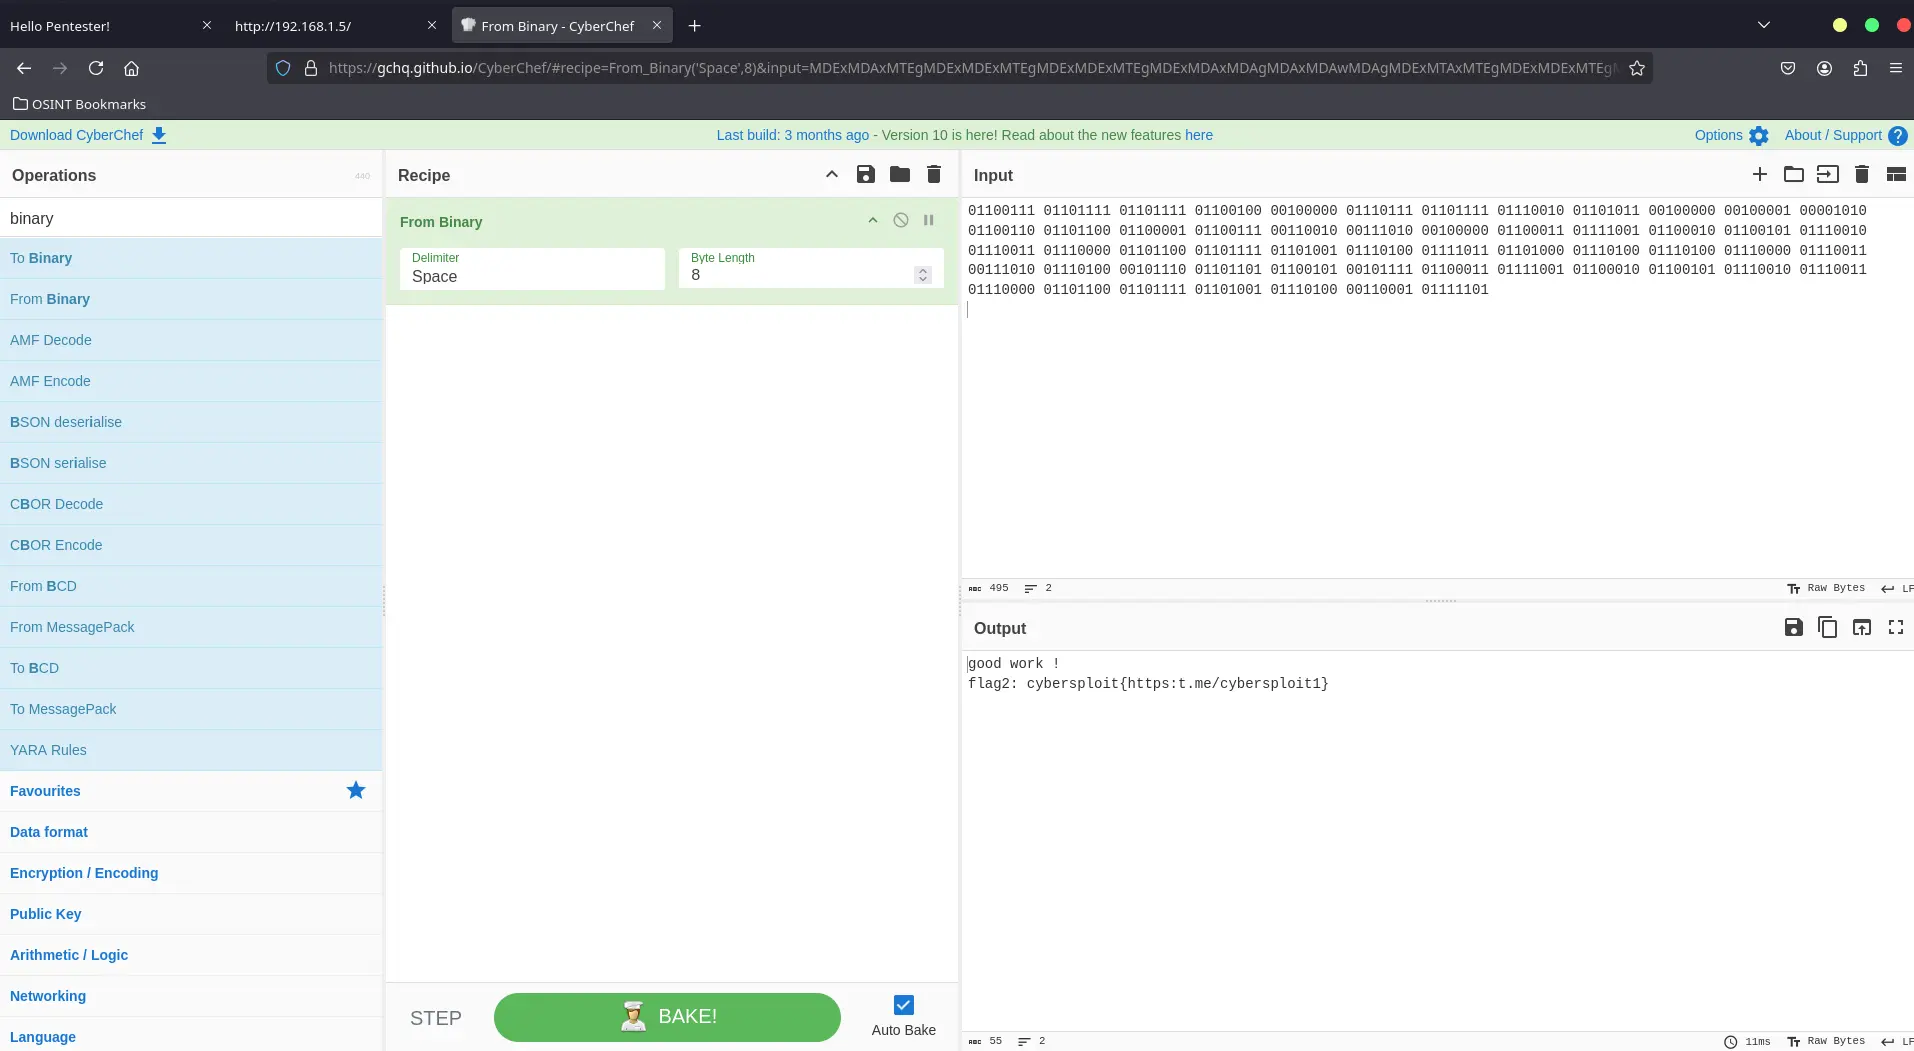 Hello Pentester!
http://192.168.1.5/
From Binary - CyberChef
https://gchq.github.io/CyberChef/#recipe=From_Binary('Space',8)&input=MDExMDAxMTEgMDExMDExMTEgMDExMDExMTEgMDExMDAxMDAgMDAxMDAwMDAgMDExMTAxMTEgMDExMDExMTEg
OSINT Bookmarks
Download CyberChef
Last build: 3 months ago - Version 10 is here! Read about the new features here
Options
About / Support
Operations
440
binary
To Binary
From Binary
AMF Decode
AMF Encode
BSON deserialise
BSON serialise
CBOR Decode
CBOR Encode
From BCD
From MessagePack
To BCD
To MessagePack
YARA Rules
Favourites
Data format
Encryption / Encoding
Public Key
Arithmetic / Logic
Networking
Language
Recipe
From Binary
Delimiter
Space
Byte Length
8
STEP
BAKE!
Auto Bake
Input
01100111 01101111 01101111 01100100 00100000 01110111 01101111 01110010 01101011 00100000 00100001 00001010
01100110 01101100 01100001 01100111 00110010 00111010 00100000 01100011 01111001 01100010 01100101 01110010
01110011 01110000 01101100 01101111 01101001 01110100 01111011 01101000 01110100 01110100 01110000 01110011
00111010 01110100 00101110 01101101 01100101 00101111 01100011 01111001 01100010 01100101 01110010 01110011
01110000 01101100 01101111 01101001 01110100 00110001 01111101
ABC 495
2
Raw Bytes
LF
Output
good work !
flag2: cybersploit{https:t.me/cybersploit1}
ABC 55
2
11ms
Raw Bytes
LF